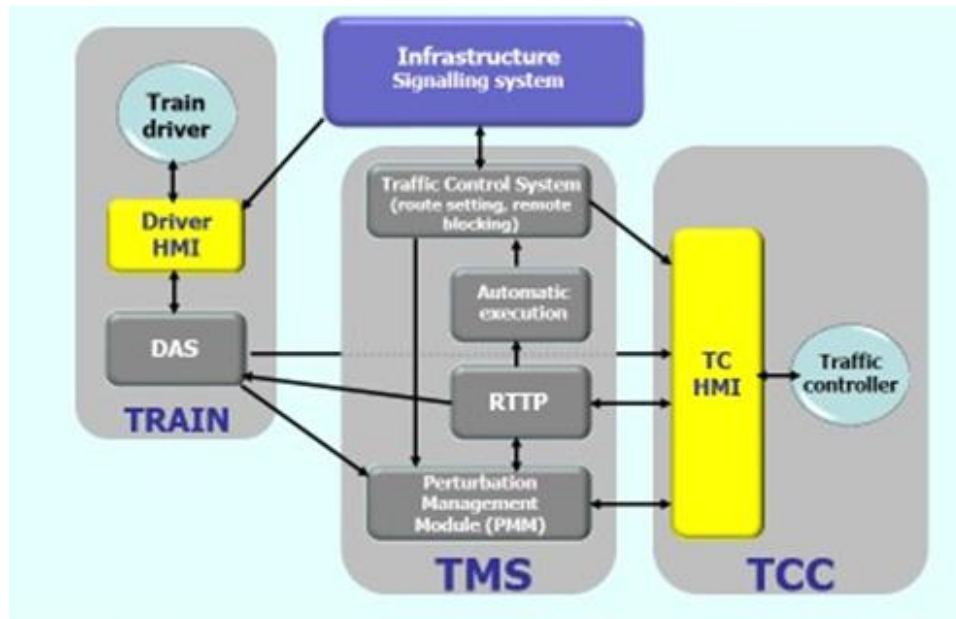 Infrastructure
Signalling system
Train
driver
Driver
HMI
DAS
TRAIN
Traffic Control System
(route setting, remote
blocking)
Automatic
execution
RTTP
Perturbation
Management
Module (PMM)
TMS
TC
HMI
Traffic
controller
TCC